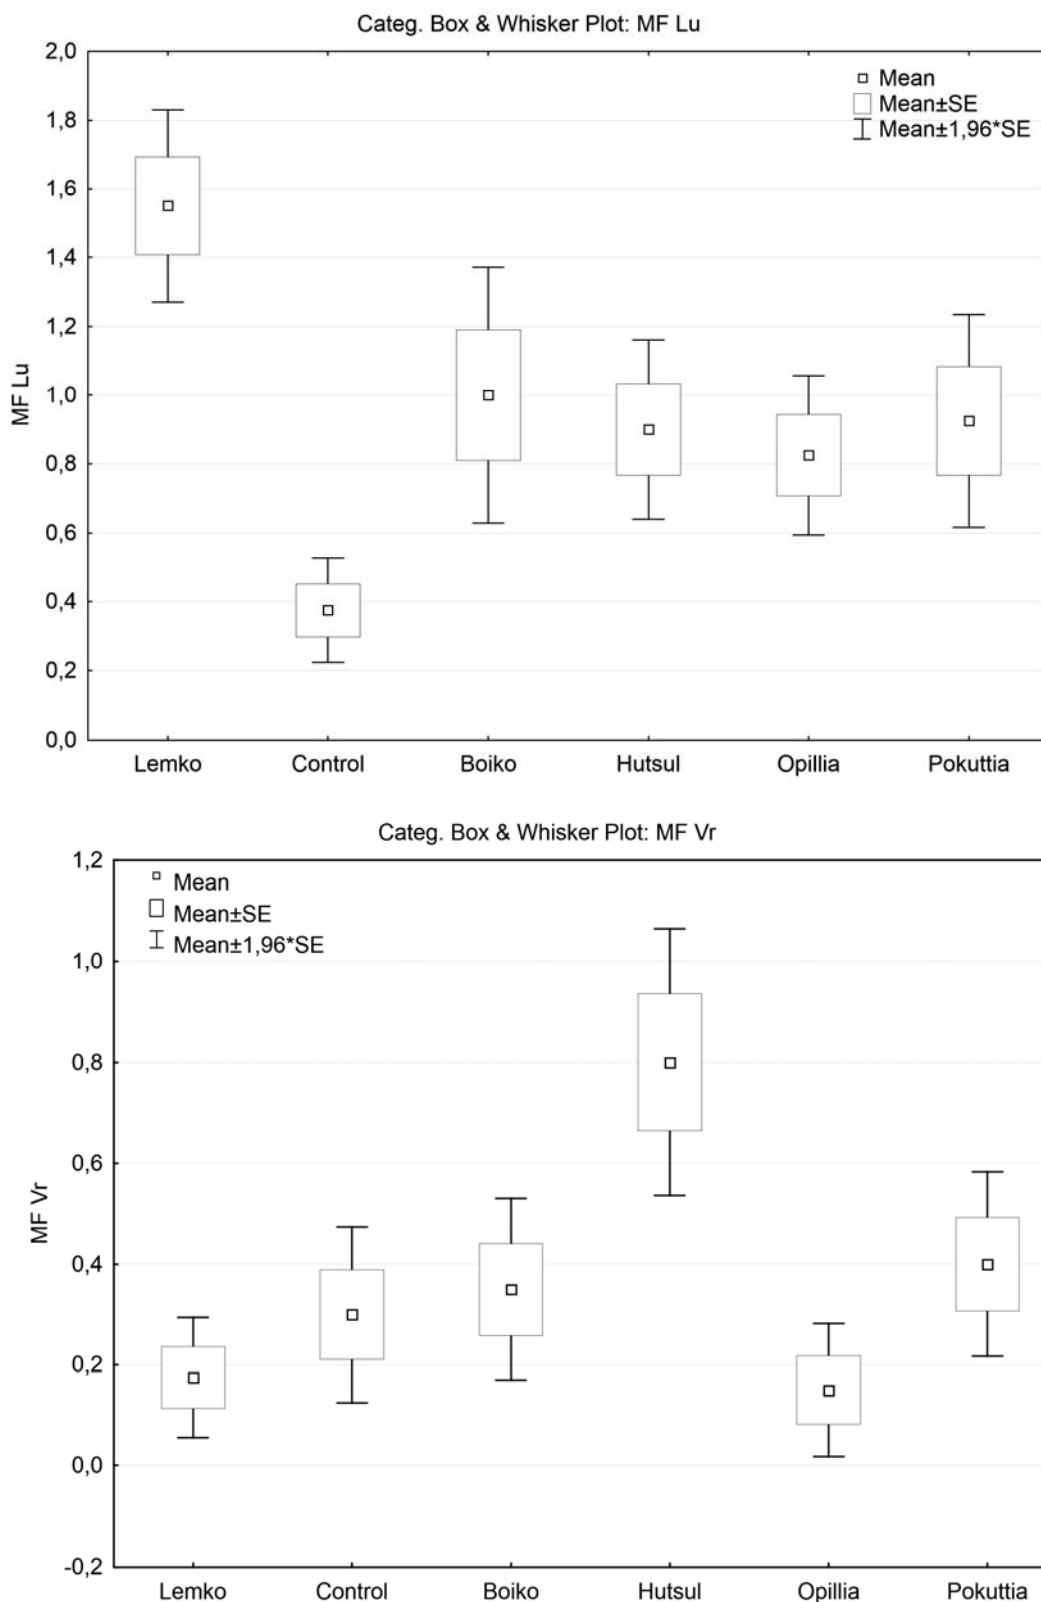 Categ. Box & Whisker Plot: MF Lu
Mean
Mean±SE
Mean±1,96*SE
2,0
1,8
1,6
1,4
1,2
1,0
0,8
0,6
0,4
0,2
0,0
MF Lu
Lemko Control Boiko Hutsul Opillia Pokuttia
Categ. Box & Whisker Plot: MF Vr
Mean
Mean±SE
Mean±1,96*SE
1,2
1,0
0,8
0,6
0,4
0,2
0,0
-0,2
MF Vr
Lemko Control Boiko Hutsul Opillia Pokuttia